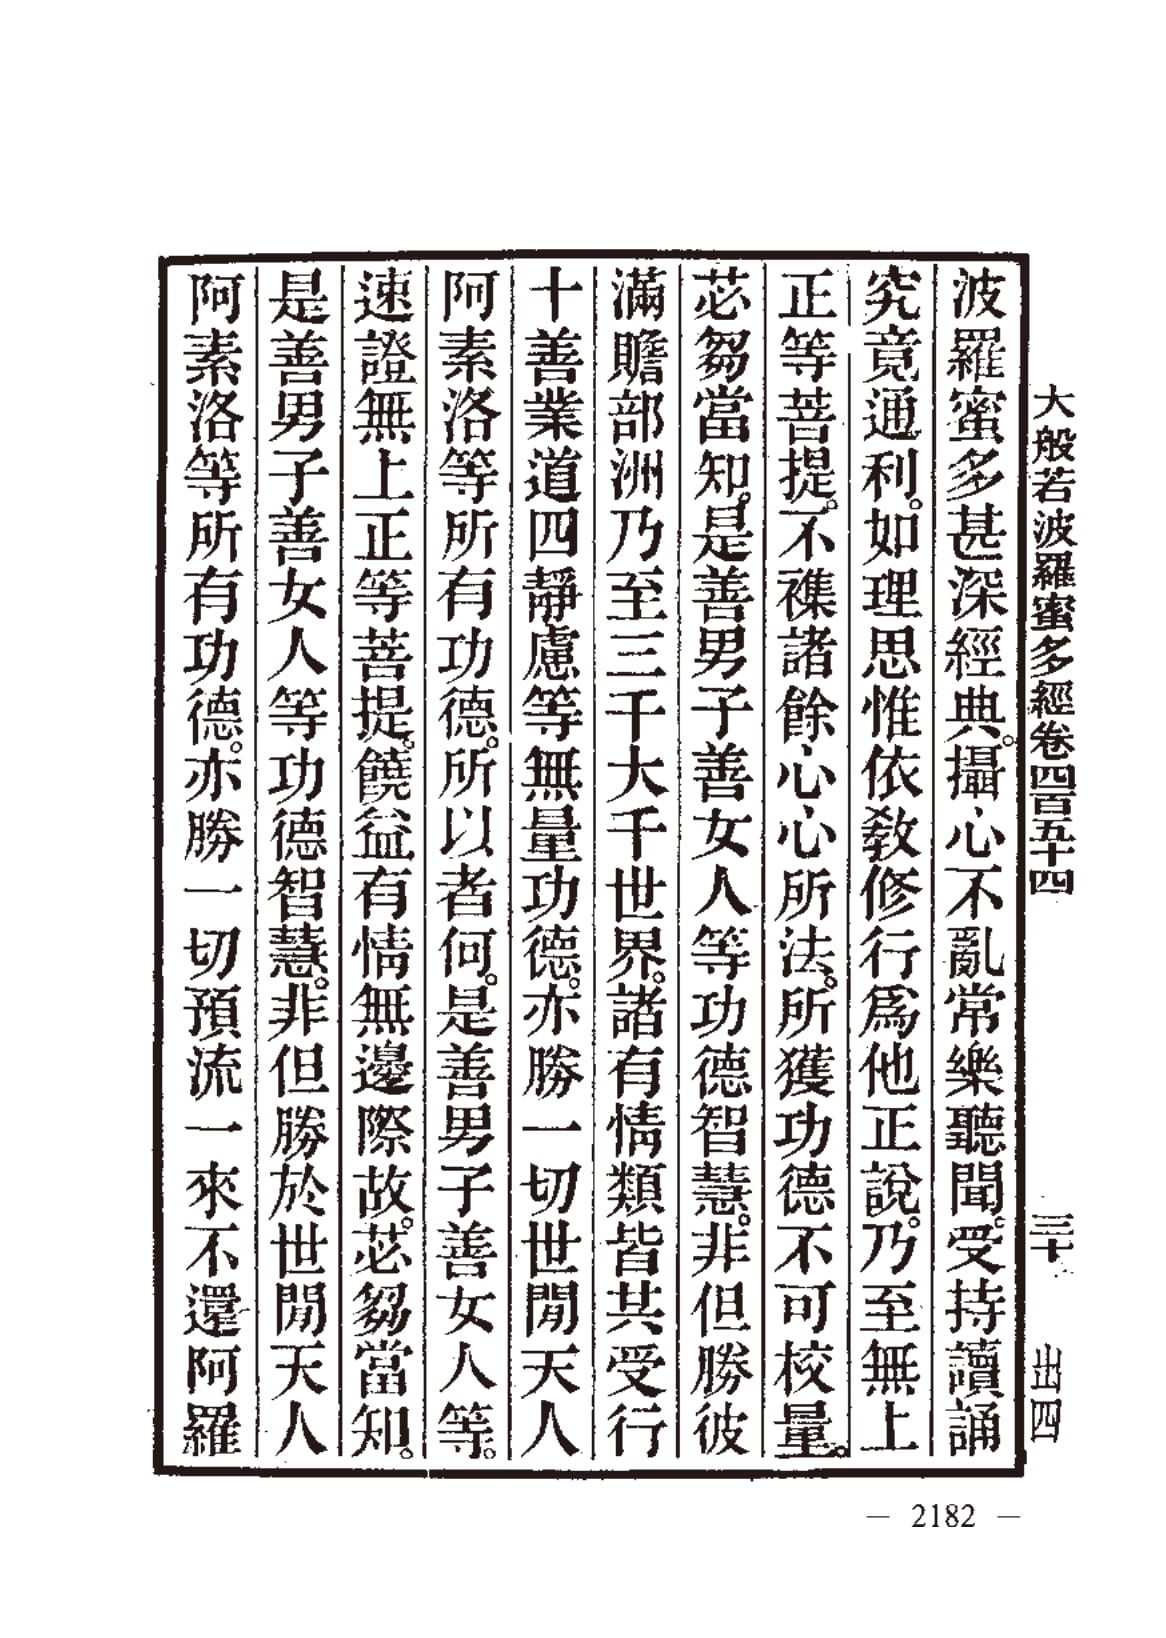 大般若波羅蜜多經卷四百五十四 三十 出四
波羅蜜多甚深經典。攝心不亂常樂聽聞。受持讀誦
究竟通利。如理思惟依敎修行爲他正說。乃至無上
正等菩提。不襍諸餘心心所法。所獲功德不可校量。
苾芻當知。是善男子善女人等功德智慧。非但勝彼
滿贍部洲乃至三千大千世界。諸有情類皆共受行
十善業道四靜慮等無量功德。亦勝一切世閒天人
阿素洛等所有功德。所以者何。是善男子善女人等。
速證無上正等菩提。饒益有情無邊際故。苾芻當知。
是善男子善女人等功德智慧。非但勝於世閒天人
阿素洛等所有功德。亦勝一切預流一來不還阿羅
— 2182 —